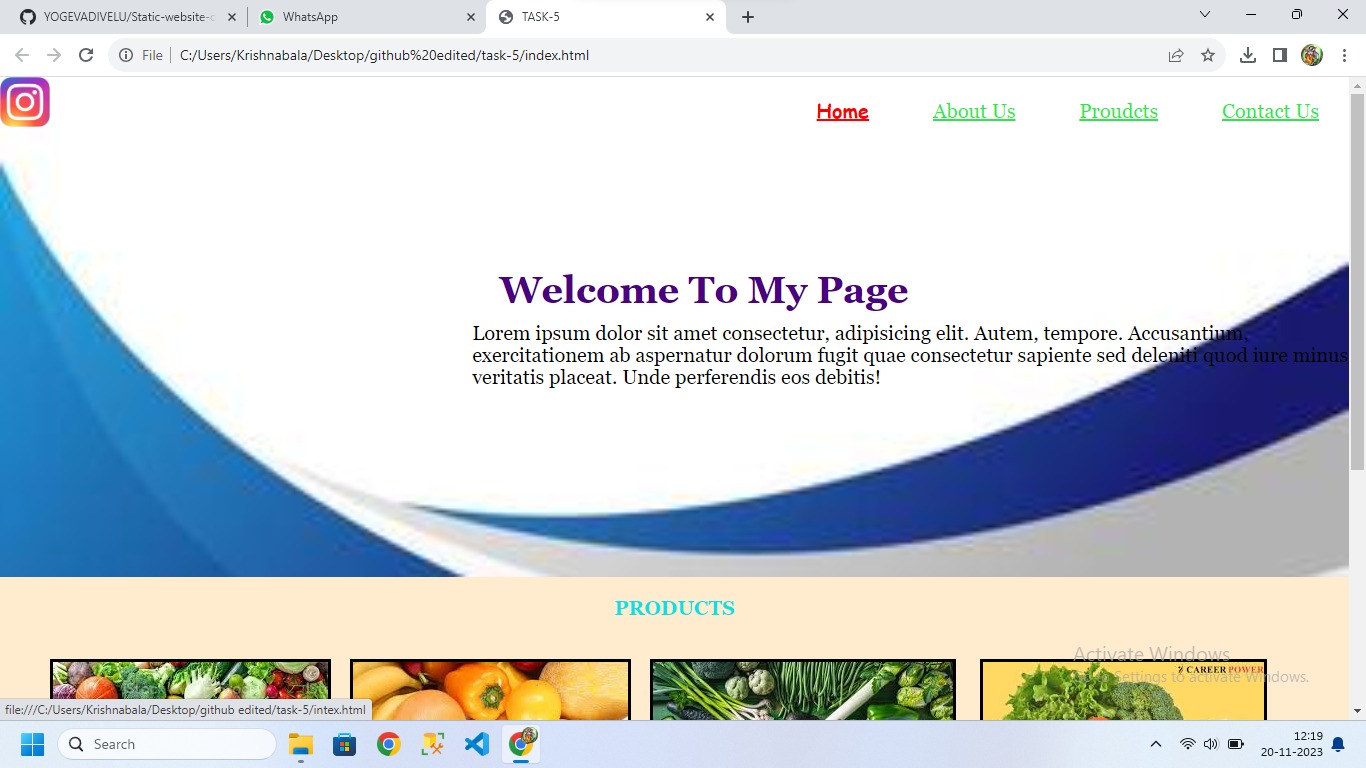 YOGEVADIVELU/Static-website-c
WhatsApp
TASK-5
File
C:/Users/Krishnabala/Desktop/github%20edited/task-5/index.html
Home
About Us
Proudcts
Contact Us
Welcome To My Page
Lorem ipsum dolor sit amet consectetur, adipisicing elit. Autem, tempore. Accusantium,
exercitationem ab aspernatur dolorum fugit quae consectetur sapiente sed deleniti quod iure minus
veritatis placeat. Unde perferendis eos debitis!
PRODUCTS
CAREER POWER
Activate Windows
Go to Settings to activate Windows.
file:///C:/Users/Krishnabala/Desktop/github edited/task-5/intex.html
Search
12:19
20-11-2023